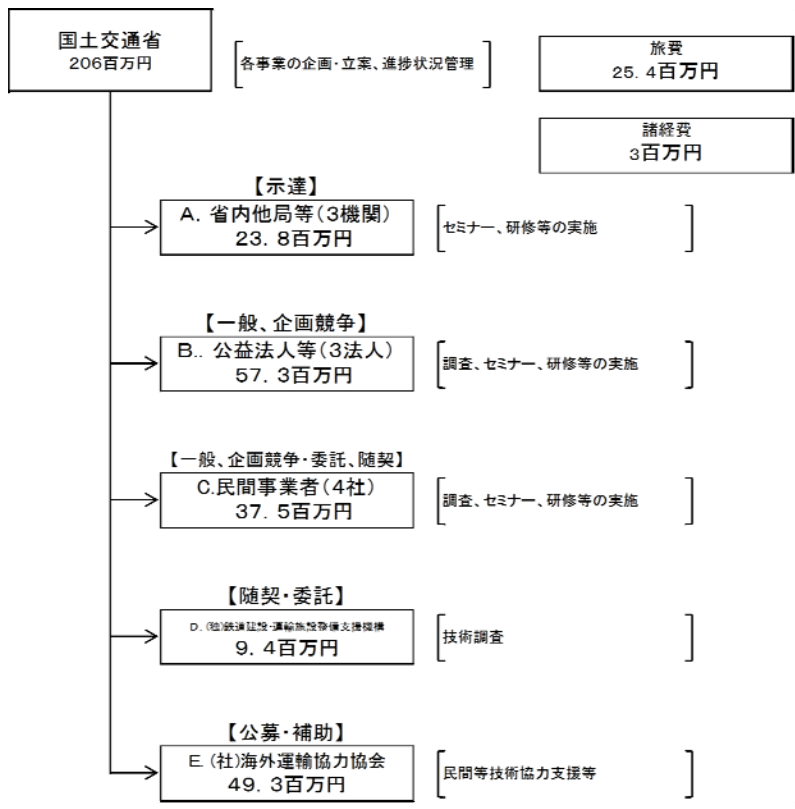 国土交通省
206百万円
各事業の企画・立案、進捗状況管理
旅費
25.4百万円
諸経費
3百万円
【示達】
A. 省内他局等(3機関)
23.8百万円
セミナー、研修等の実施
【一般、企画競争】
B.. 公益法人等(3法人)
57.3百万円
調査、セミナー、研修等の実施
【一般、企画競争・委託、随契】
C.民間事業者(4社)
37.5百万円
調査、セミナー、研修等の実施
【随契・委託】
D. (独)鉄道建設・運輸施設整備支援機構
9.4百万円
技術調査
【公募・補助】
E. (社)海外運輸協力協会
49.3百万円
民間等技術協力支援等